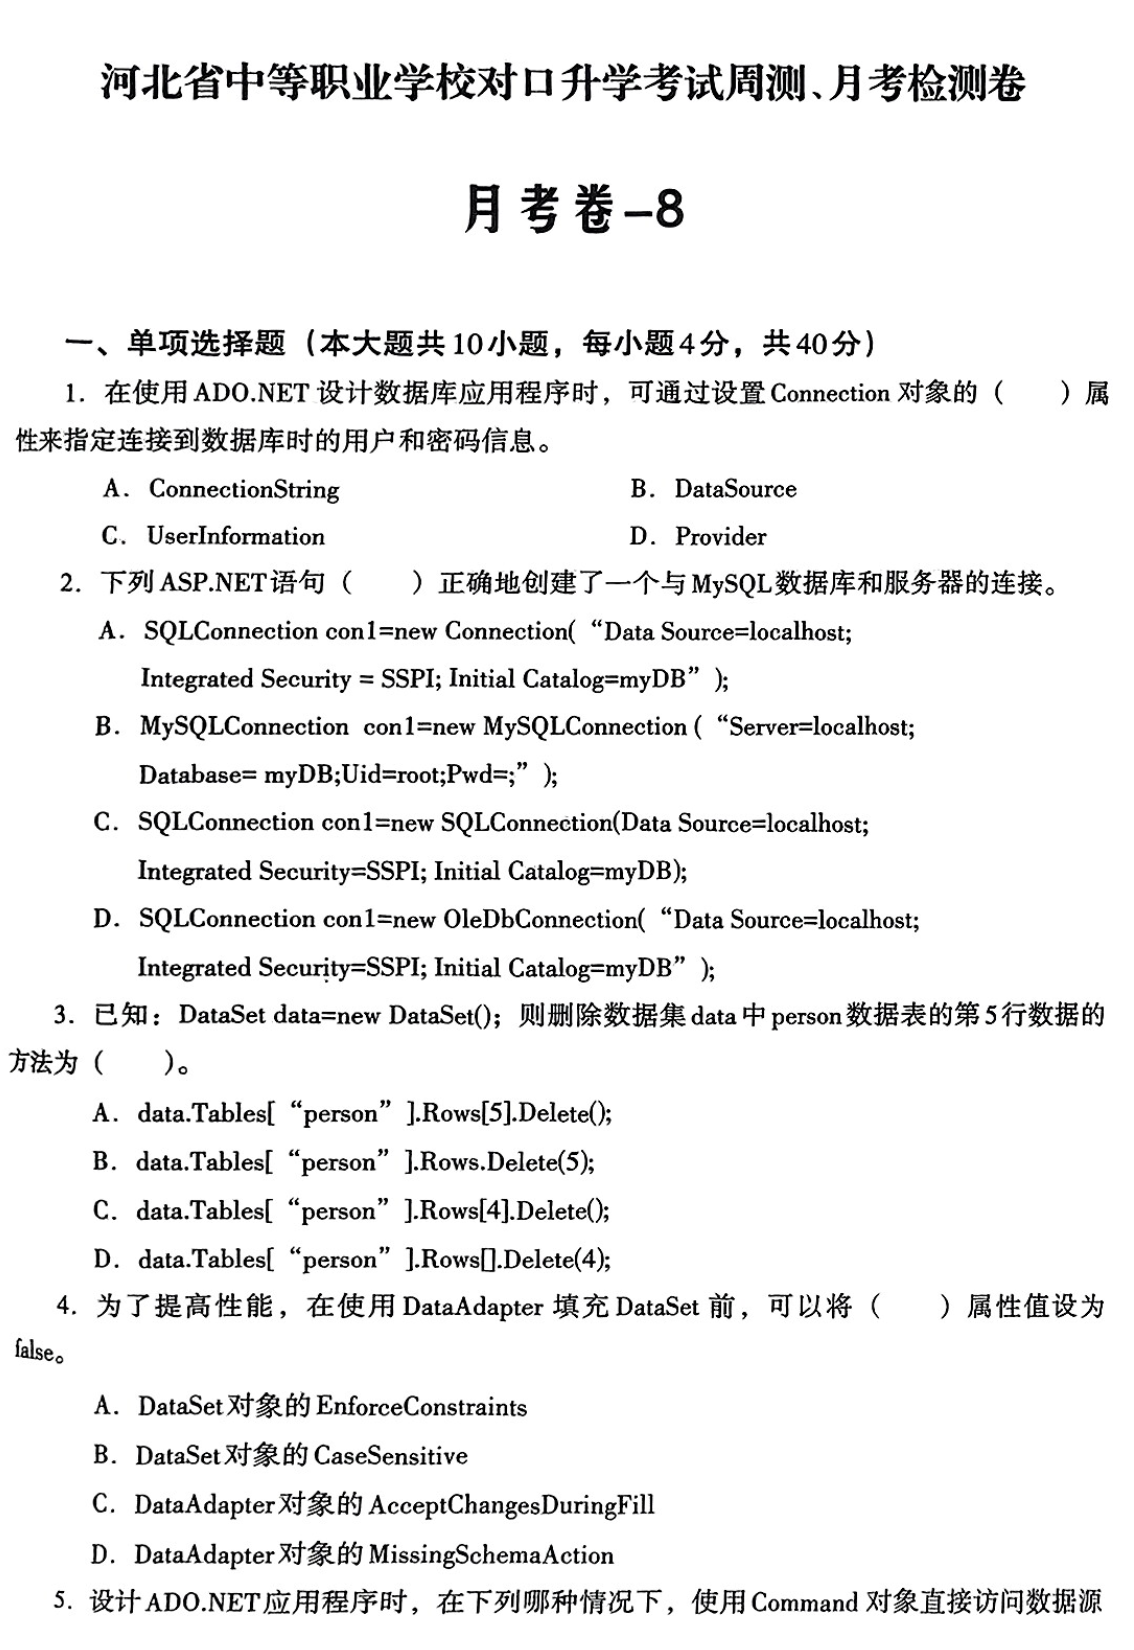 河北省中等职业学校对口升学考试周测、月考检测卷
月考卷–8
一、单项选择题（本大题共10小题，每小题4分，共40分）
1. 在使用ADO.NET设计数据库应用程序时，可通过设置Connection对象的（　　）属
性来指定连接到数据库时的用户和密码信息。
A. ConnectionString　　B. DataSource
C. UserInformation　　D. Provider
2. 下列ASP.NET语句（　　）正确地创建了一个与MySQL数据库和服务器的连接。
A. SQLConnection con1=new Connection(“Data Source=localhost;
Integrated Security = SSPI; Initial Catalog=myDB”);
B. MySQLConnection con1=new MySQLConnection (“Server=localhost;
Database= myDB;Uid=root;Pwd=;”);
C. SQLConnection con1=new SQLConnection(Data Source=localhost;
Integrated Security=SSPI; Initial Catalog=myDB);
D. SQLConnection con1=new OleDbConnection(“Data Source=localhost;
Integrated Security=SSPI; Initial Catalog=myDB”);
3. 已知：DataSet data=new DataSet()；则删除数据集data中person数据表的第5行数据的
方法为（　　）。
A. data.Tables[“person”].Rows[5].Delete();
B. data.Tables[“person”].Rows.Delete(5);
C. data.Tables[“person”].Rows[4].Delete();
D. data.Tables[“person”].Rows[].Delete(4);
4. 为了提高性能，在使用DataAdapter填充DataSet前，可以将（　　）属性值设为
false。
A. DataSet对象的EnforceConstraints
B. DataSet对象的CaseSensitive
C. DataAdapter对象的AcceptChangesDuringFill
D. DataAdapter对象的MissingSchemaAction
5. 设计ADO.NET应用程序时，在下列哪种情况下，使用Command对象直接访问数据源